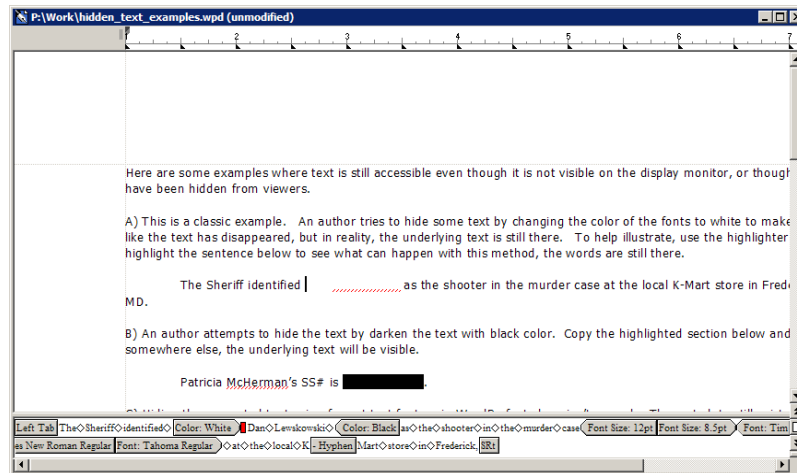 P:\Work\hidden_text_examples.wpd (unmodified)
1 2 3 4 5 6 7
Here are some examples where text is still accessible even though it is not visible on the display monitor, or though
have been hidden from viewers.
A) This is a classic example. An author tries to hide some text by changing the color of the fonts to white to make
like the text has disappeared, but in reality, the underlying text is still there. To help illustrate, use the highlighter
highlight the sentence below to see what can happen with this method, the words are still there.
The Sheriff identified as the shooter in the murder case at the local K-Mart store in Frede
MD.
B) An author attempts to hide the text by darken the text with black color. Copy the highlighted section below and
somewhere else, the underlying text will be visible.
Patricia McHerman's SS# is .
Left Tab The◇Sheriff◇identified◇ Color: White Dan◇Lewskowski◇ Color: Black as◇the◇shooter◇in◇the◇murder◇case Font Size: 12pt Font Size: 8.5pt Font: Tim
es New Roman Regular Font: Tahoma Regular ◇at◇the◇local◇K - Hyphen Mart◇store◇in◇Frederick, SRt